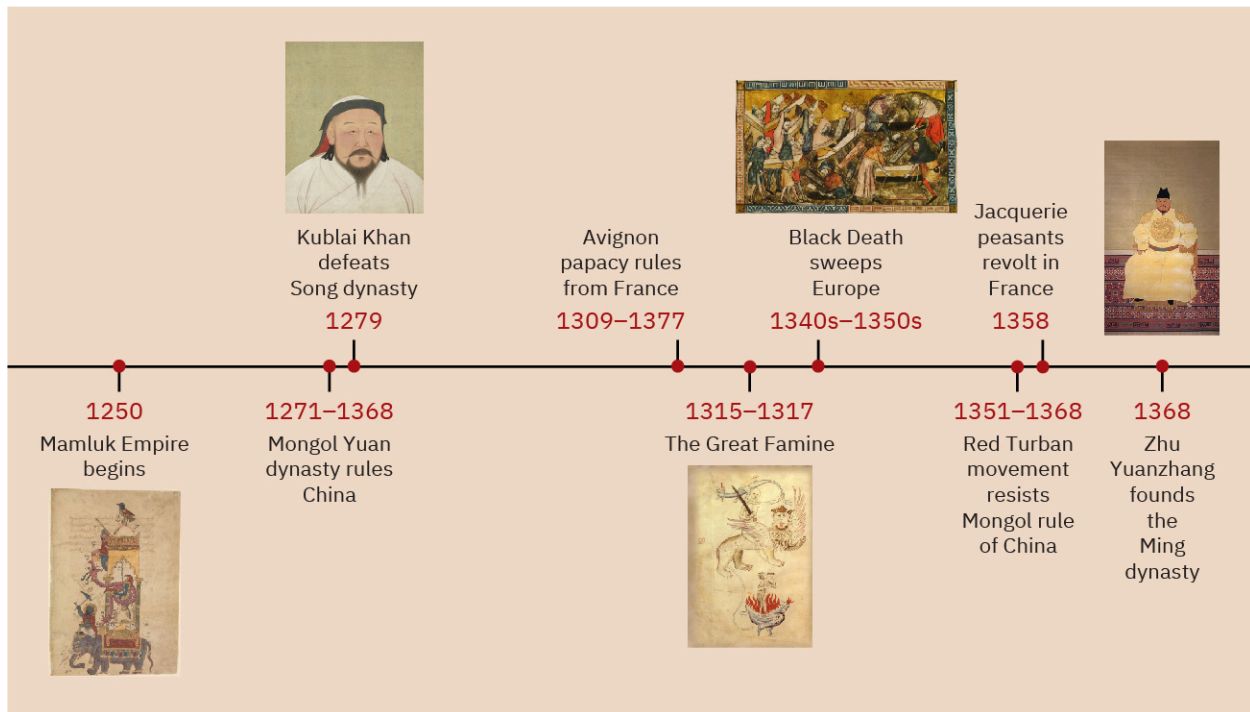 Kublai Khan
defeats
Song dynasty
1279
Avignon
papacy rules
from France
1309–1377
Black Death
sweeps
Europe
1340s–1350s
Jacquerie
peasants
revolt in
France
1358
1250
Mamluk Empire
begins
1271–1368
Mongol Yuan
dynasty rules
China
1315–1317
The Great Famine
1351–1368
Red Turban
movement
resists
Mongol rule
of China
1368
Zhu
Yuanzhang
founds
the
Ming
dynasty